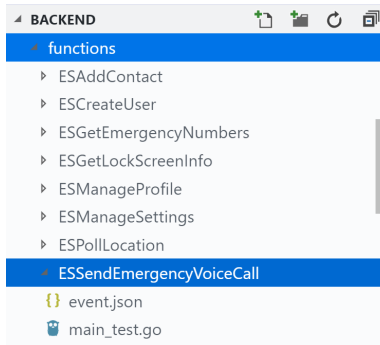 BACKEND
functions
ESAddContact
ESCreateUser
ESGetEmergencyNumbers
ESGetLockScreenInfo
ESManageProfile
ESManageSettings
ESPollLocation
ESSendEmergencyVoiceCall
{} event.json
main_test.go